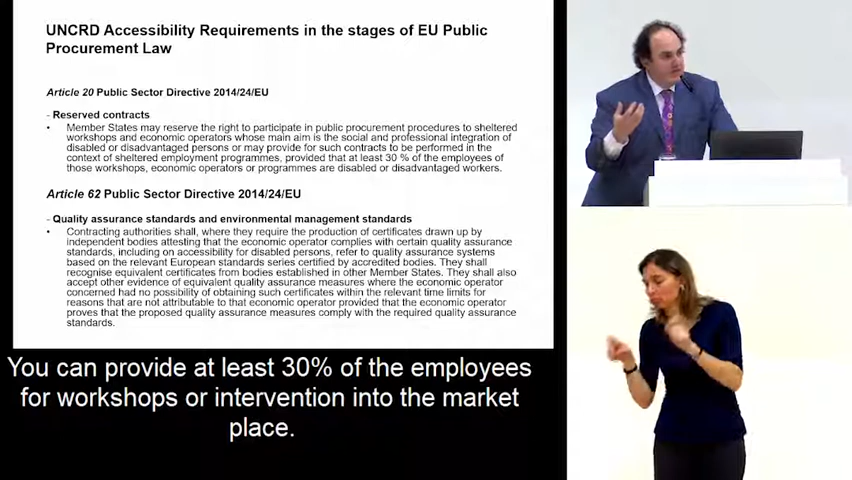 UNCRD Accessibility Requirements in the stages of EU Public
Procurement Law
Article 20 Public Sector Directive 2014/24/EU
- Reserved contracts
• Member States may reserve the right to participate in public procurement procedures to sheltered
workshops and economic operators whose main aim is the social and professional integration of
disabled or disadvantaged persons or may provide for such contracts to be performed in the
context of sheltered employment programmes, provided that at least 30 % of the employees of
those workshops, economic operators or programmes are disabled or disadvantaged workers.
Article 62 Public Sector Directive 2014/24/EU
- Quality assurance standards and environmental management standards
• Contracting authorities shall, where they require the production of certificates drawn up by
independent bodies attesting that the economic operator complies with certain quality assurance
standards, including on accessibility for disabled persons, refer to quality assurance systems
based on the relevant European standards series certified by accredited bodies. They shall
recognise equivalent certificates from bodies established in other Member States. They shall also
accept other evidence of equivalent quality assurance measures where the economic operator
concerned had no possibility of obtaining such certificates within the relevant time limits for
reasons that are not attributable to that economic operator provided that the economic operator
proves that the proposed quality assurance measures comply with the required quality assurance
standards.
You can provide at least 30% of the employees
for workshops or intervention into the market
place.